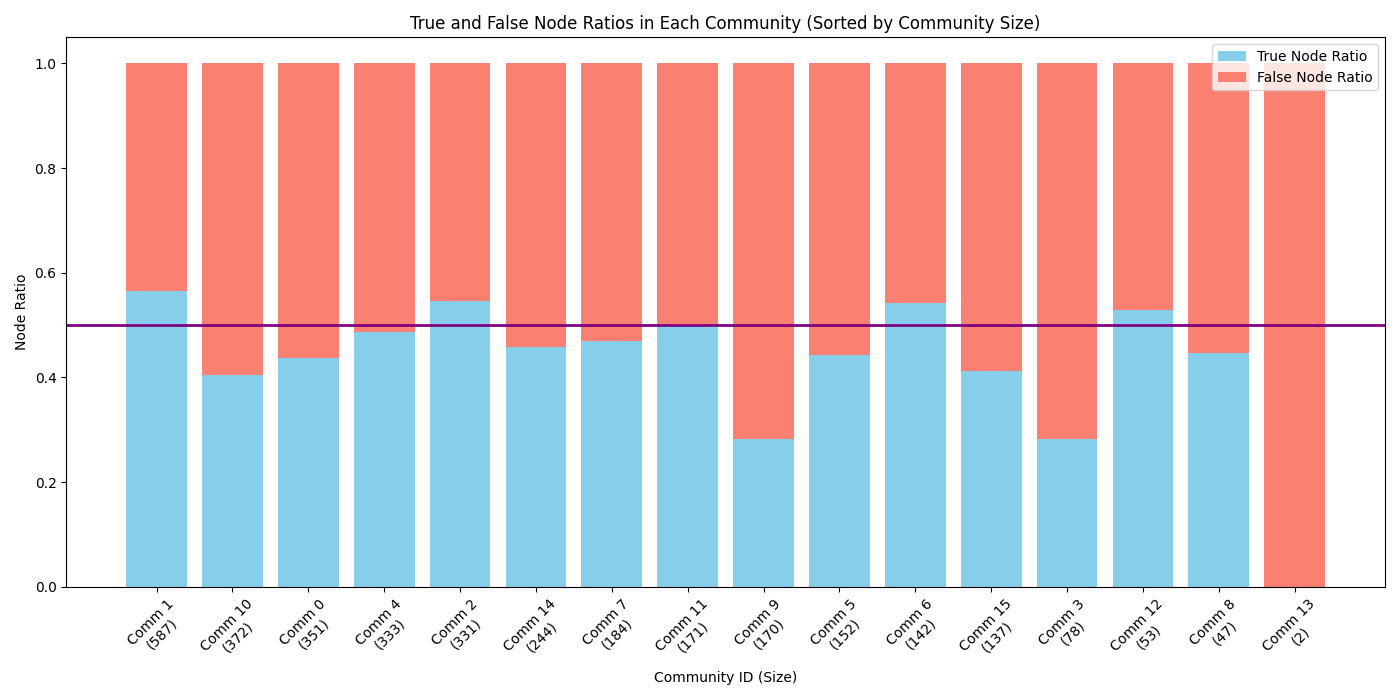 True and False Node Ratios in Each Community (Sorted by Community Size)
True Node Ratio
False Node Ratio
Node Ratio
1.0
0.8
0.6
0.4
0.2
0.0
Comm 1
(587)
Comm 10
(372)
Comm 0
(351)
Comm 4
(333)
Comm 2
(331)
Comm 14
(244)
Comm 7
(184)
Comm 11
(171)
Comm 9
(170)
Comm 5
(152)
Comm 6
(142)
Comm 15
(137)
Comm 3
(78)
Comm 12
(53)
Comm 8
(47)
Comm 13
(2)
Community ID (Size)